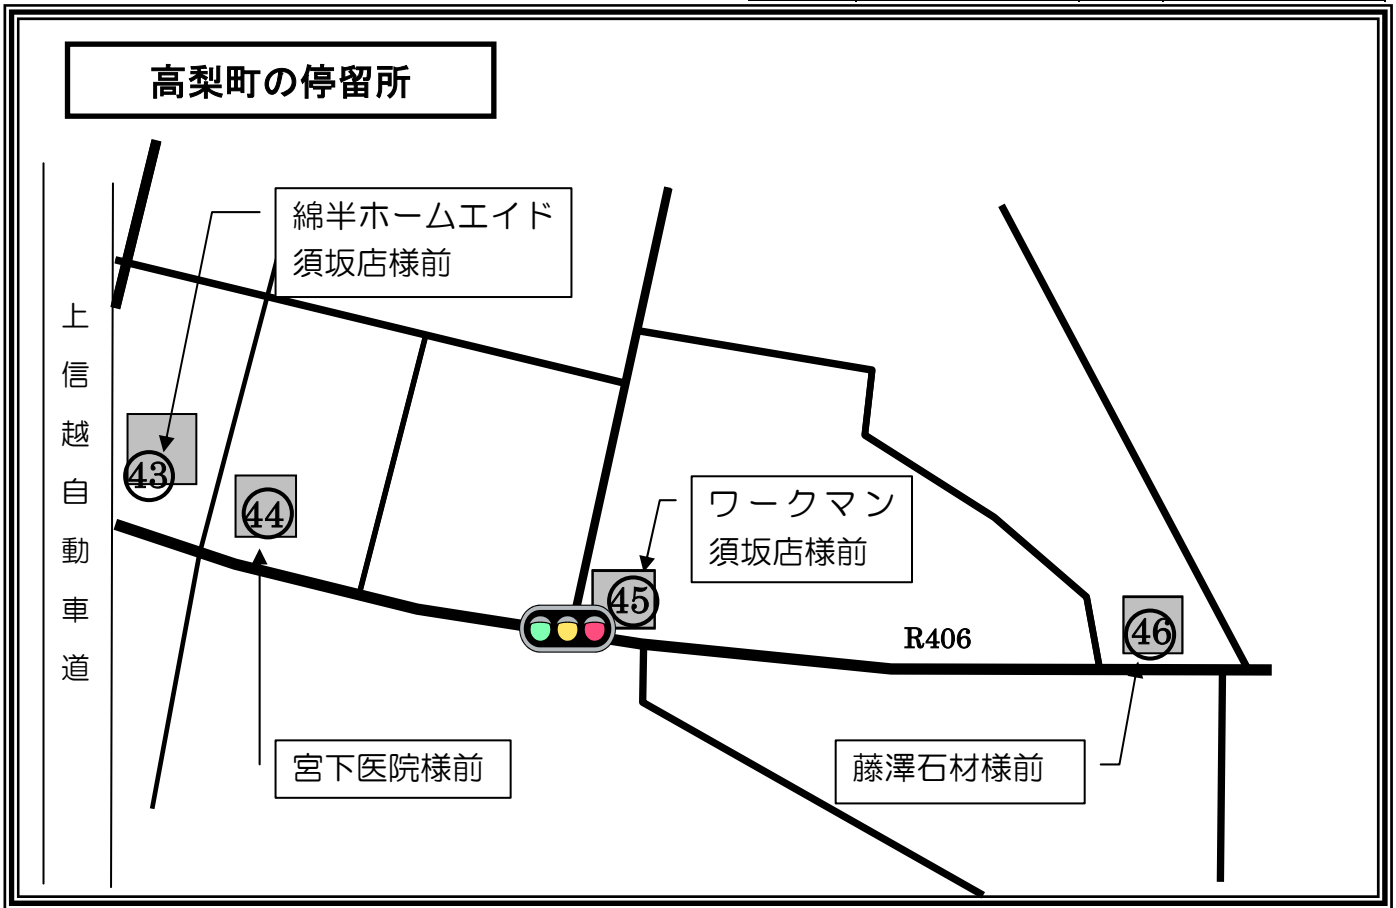 高梨町の停留所
綿半ホームエイド
須坂店様前
上信越自動車道
43
44
ワークマン
須坂店様前
45
R406
46
宮下医院様前
藤澤石材様前